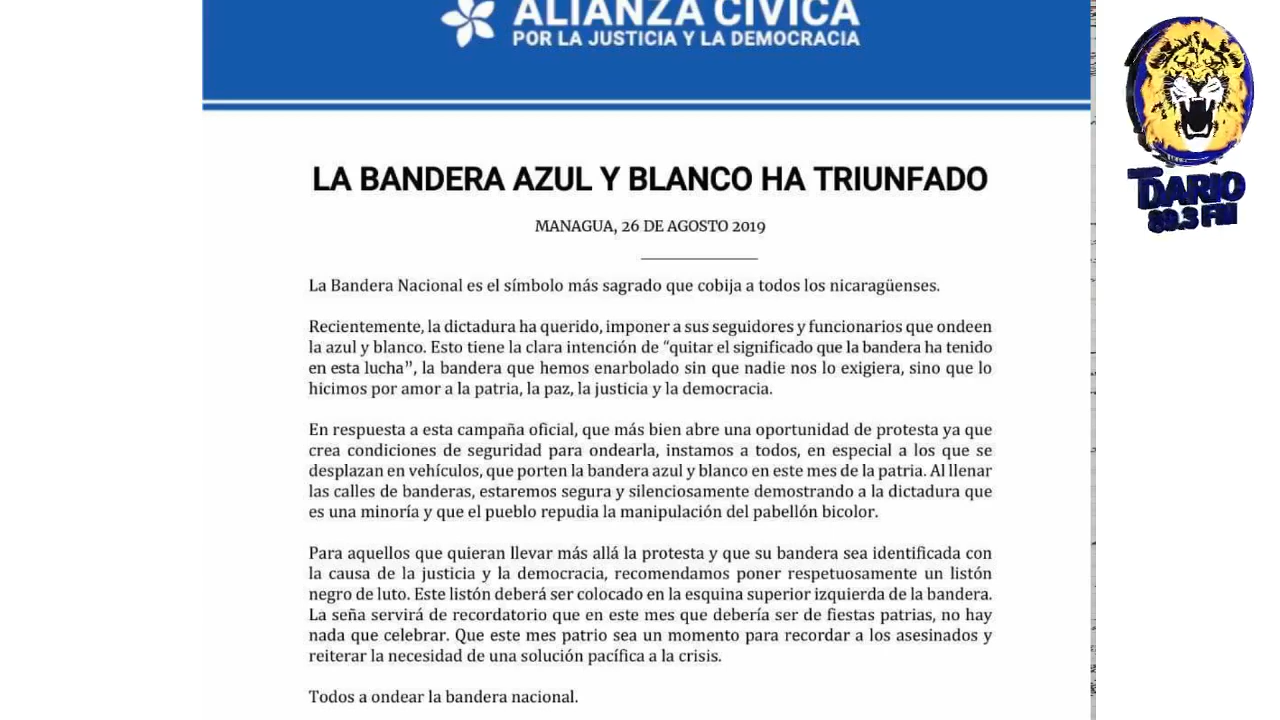 ALIANZA CÍVICA
POR LA JUSTICIA Y LA DEMOCRACIA
LA BANDERA AZUL Y BLANCO HA TRIUNFADO
MANAGUA, 26 DE AGOSTO 2019
La Bandera Nacional es el símbolo más sagrado que cobija a todos los nicaragüenses.
Recientemente, la dictadura ha querido, imponer a sus seguidores y funcionarios que ondeen
la azul y blanco. Esto tiene la clara intención de “quitar el significado que la bandera ha tenido
en esta lucha”, la bandera que hemos enarbolado sin que nadie nos lo exigiera, sino que lo
hicimos por amor a la patria, la paz, la justicia y la democracia.
En respuesta a esta campaña oficial, que más bien abre una oportunidad de protesta ya que
crea condiciones de seguridad para ondearla, instamos a todos, en especial a los que se
desplazan en vehículos, que porten la bandera azul y blanco en este mes de la patria. Al llenar
las calles de banderas, estaremos segura y silenciosamente demostrando a la dictadura que
es una minoría y que el pueblo repudia la manipulación del pabellón bicolor.
Para aquellos que quieran llevar más allá la protesta y que su bandera sea identificada con
la causa de la justicia y la democracia, recomendamos poner respetuosamente un listón
negro de luto. Este listón deberá ser colocado en la esquina superior izquierda de la bandera.
La seña servirá de recordatorio que en este mes que debería ser de fiestas patrias, no hay
nada que celebrar. Que este mes patrio sea un momento para recordar a los asesinados y
reiterar la necesidad de una solución pacífica a la crisis.
Todos a ondear la bandera nacional.
DARIO
89.3 FM